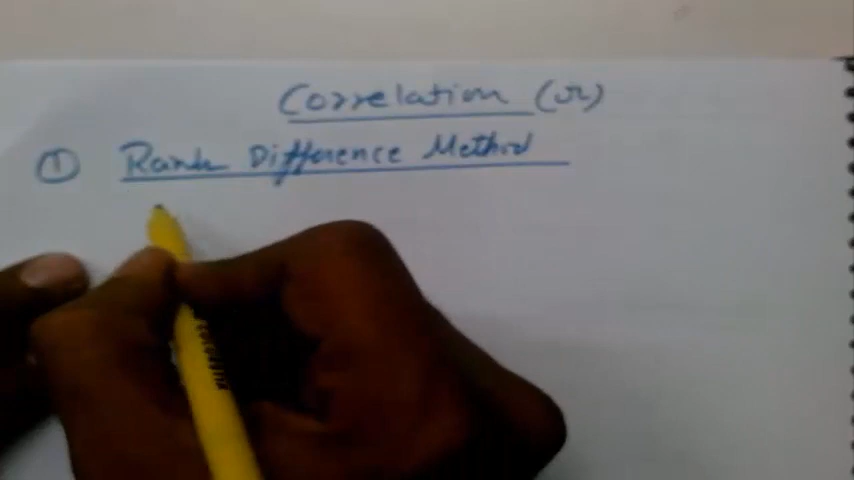 Correlation (r)
① Rank Difference Method